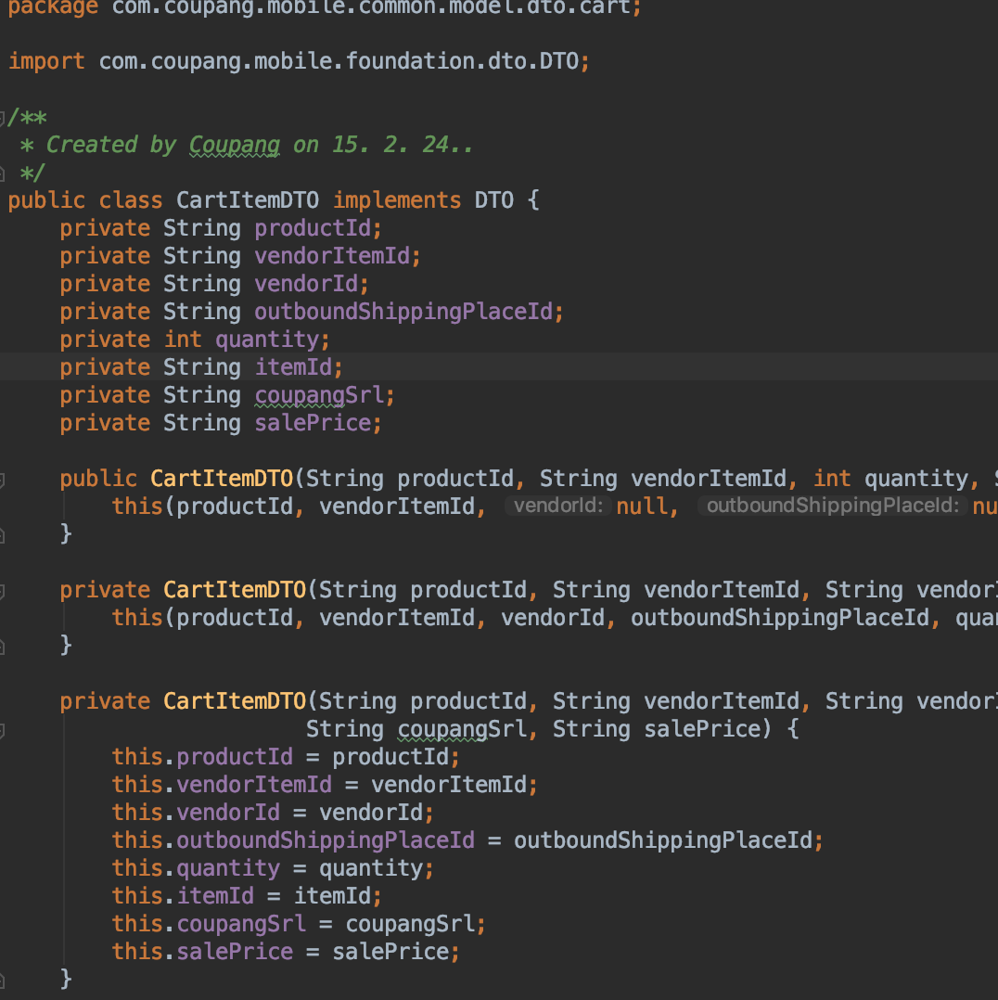 package com.coupang.mobile.common.model.dto.cart;
import com.coupang.mobile.foundation.dto.DTO;
/**
* Created by Coupang on 15. 2. 24..
*/
public class CartItemDTO implements DTO {
private String productId;
private String vendorItemId;
private String vendorId;
private String outboundShippingPlaceId;
private int quantity;
private String itemId;
private String coupangSrl;
private String salePrice;
public CartItemDTO(String productId, String vendorItemId, int quantity,
this(productId, vendorItemId, vendorId: null, outboundShippingPlaceId: nu
}
private CartItemDTO(String productId, String vendorItemId, String vendor
this(productId, vendorItemId, vendorId, outboundShippingPlaceId, qua
}
private CartItemDTO(String productId, String vendorItemId, String vendor
String coupangSrl, String salePrice) {
this.productId = productId;
this.vendorItemId = vendorItemId;
this.vendorId = vendorId;
this.outboundShippingPlaceId = outboundShippingPlaceId;
this.quantity = quantity;
this.itemId = itemId;
this.coupangSrl = coupangSrl;
this.salePrice = salePrice;
}